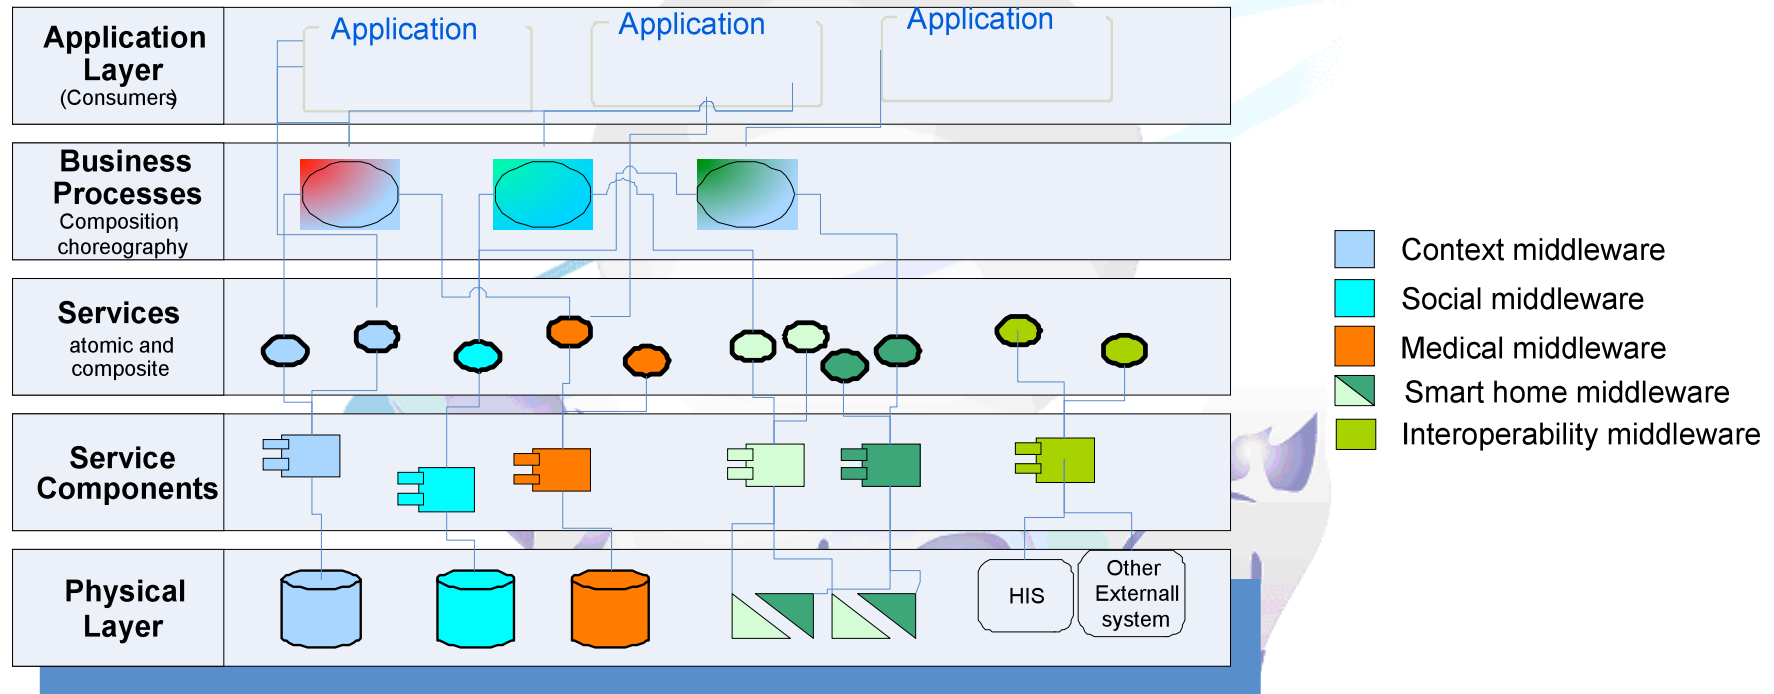 Application
Layer
(Consumers)
Application
Application
Application
Business
Processes
Composition,
choreography
Services
atomic and
composite
Service
Components
Physical
Layer
HIS
Other
Externall
system
Context middleware
Social middleware
Medical middleware
Smart home middleware
Interoperability middleware